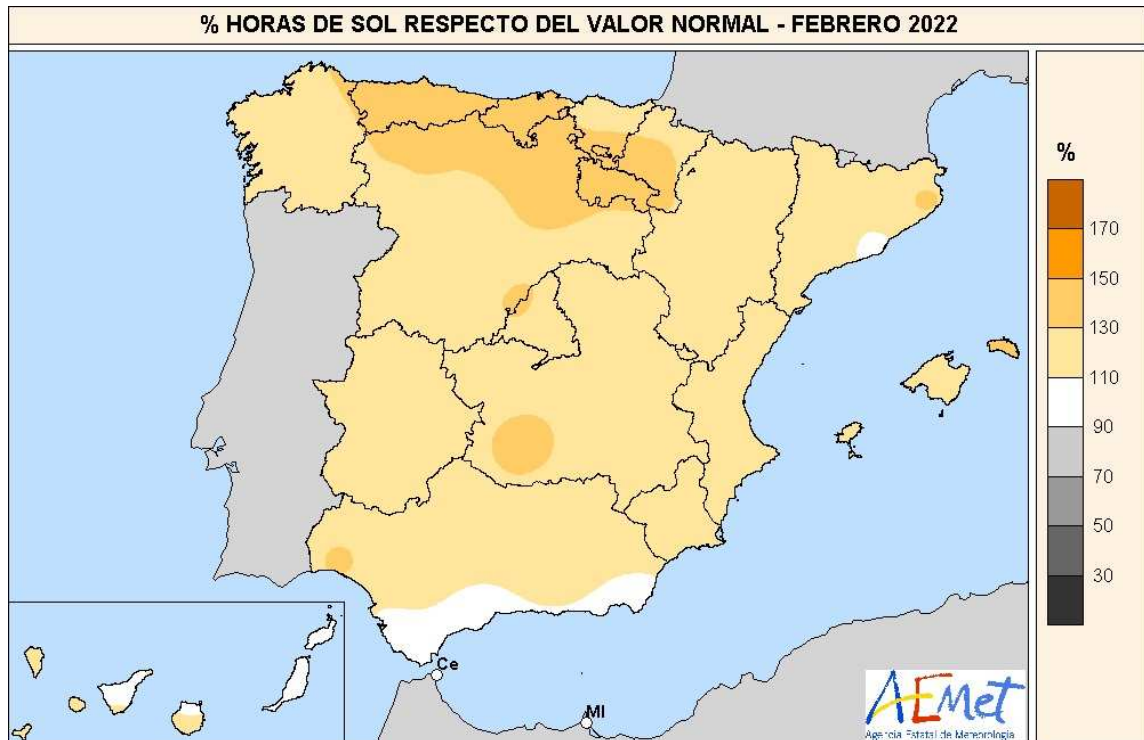 % HORAS DE SOL RESPECTO DEL VALOR NORMAL - FEBRERO 2022
%
170
150
130
110
90
70
50
30
Ce
Ml
AEMet
Agencia Estatal de Meteorología